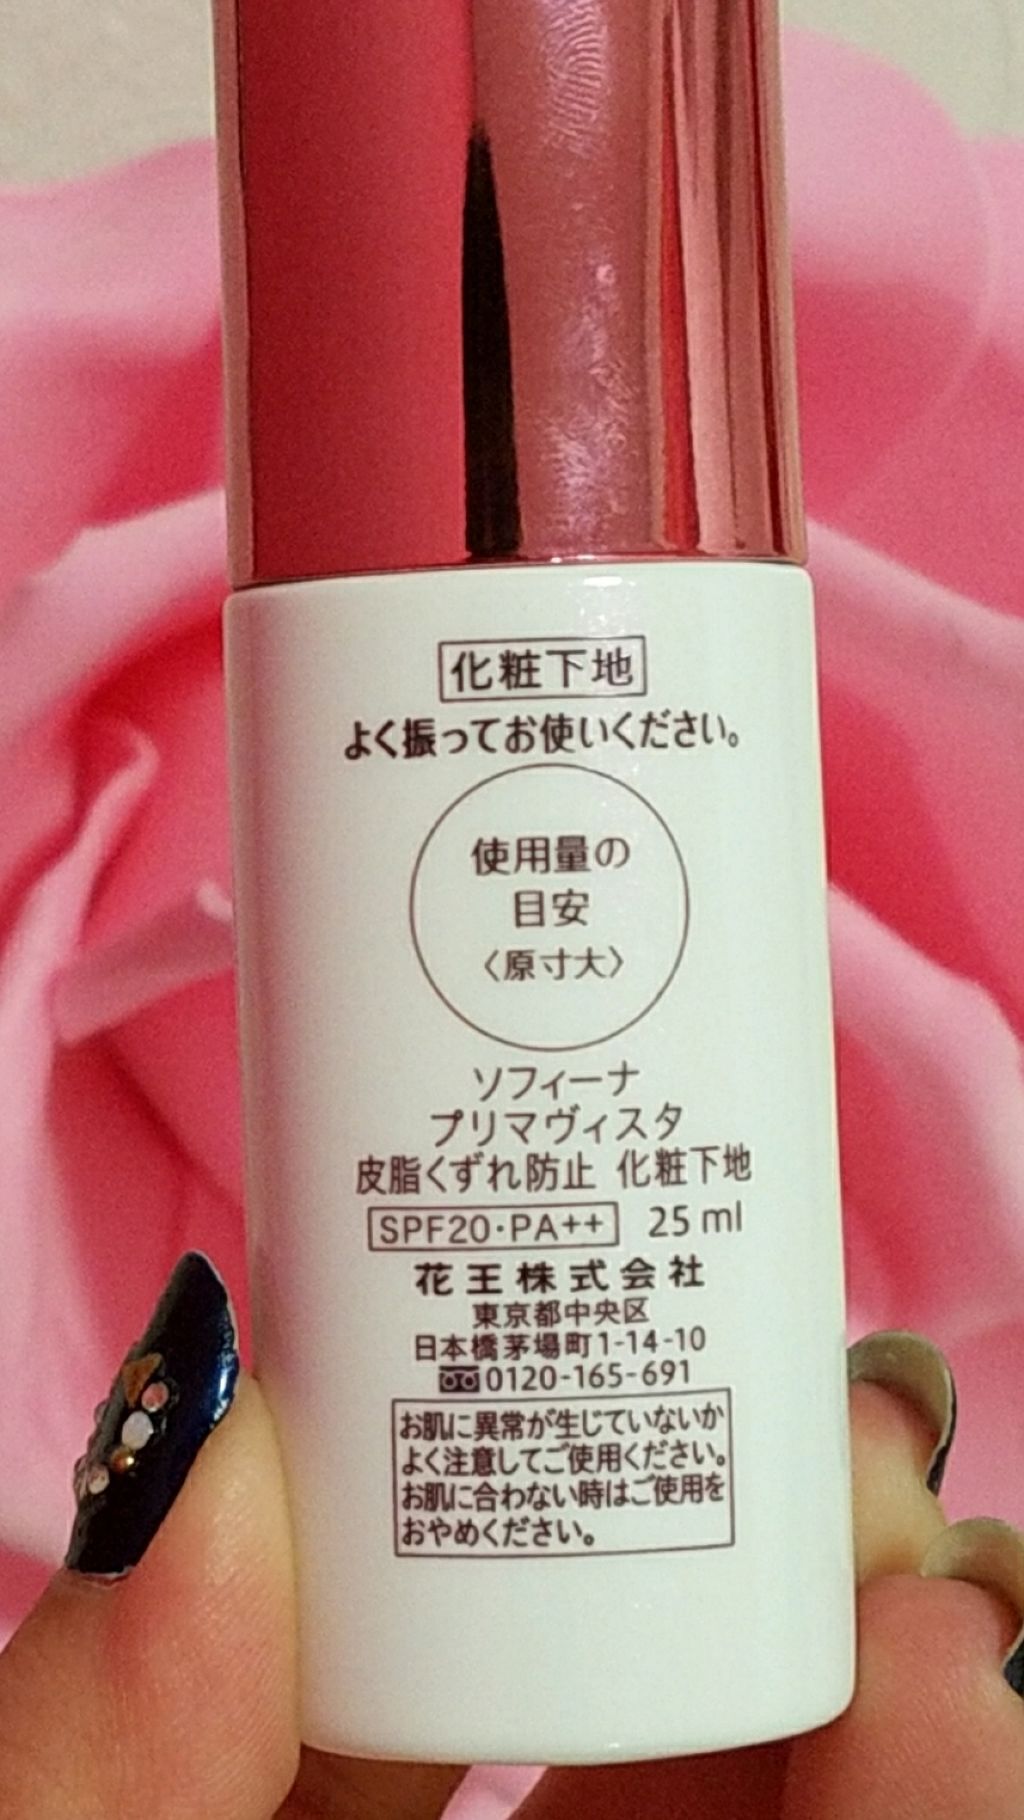 化粧下地
よく振ってお使いください。
使用量の
目安
〈原寸大〉
ソフィーナ
プリマヴィスタ
皮脂くずれ防止 化粧下地
SPF20・PA++ 25ml
花王株式会社
東京都中央区
日本橋茅場町1-14-10
0120-165-691
お肌に異常が生じていないか
よく注意してご使用ください。
お肌に合わない時はご使用を
おやめください。